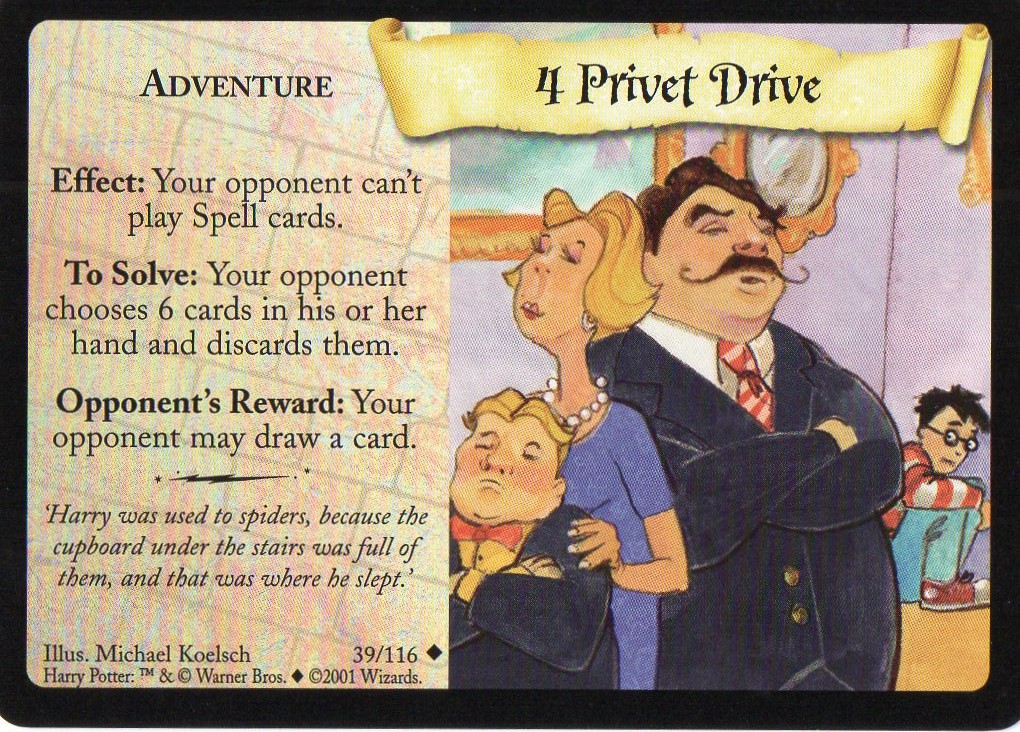 ADVENTURE
4 Privet Drive
Effect: Your opponent can't
play Spell cards.
To Solve: Your opponent
chooses 6 cards in his or her
hand and discards them.
Opponent's Reward: Your
opponent may draw a card.
'Harry was used to spiders, because the
cupboard under the stairs was full of
them, and that was where he slept.'
Illus. Michael Koelsch 39/116 ◆
Harry Potter: ™ & © Warner Bros. ◆ ©2001 Wizards.